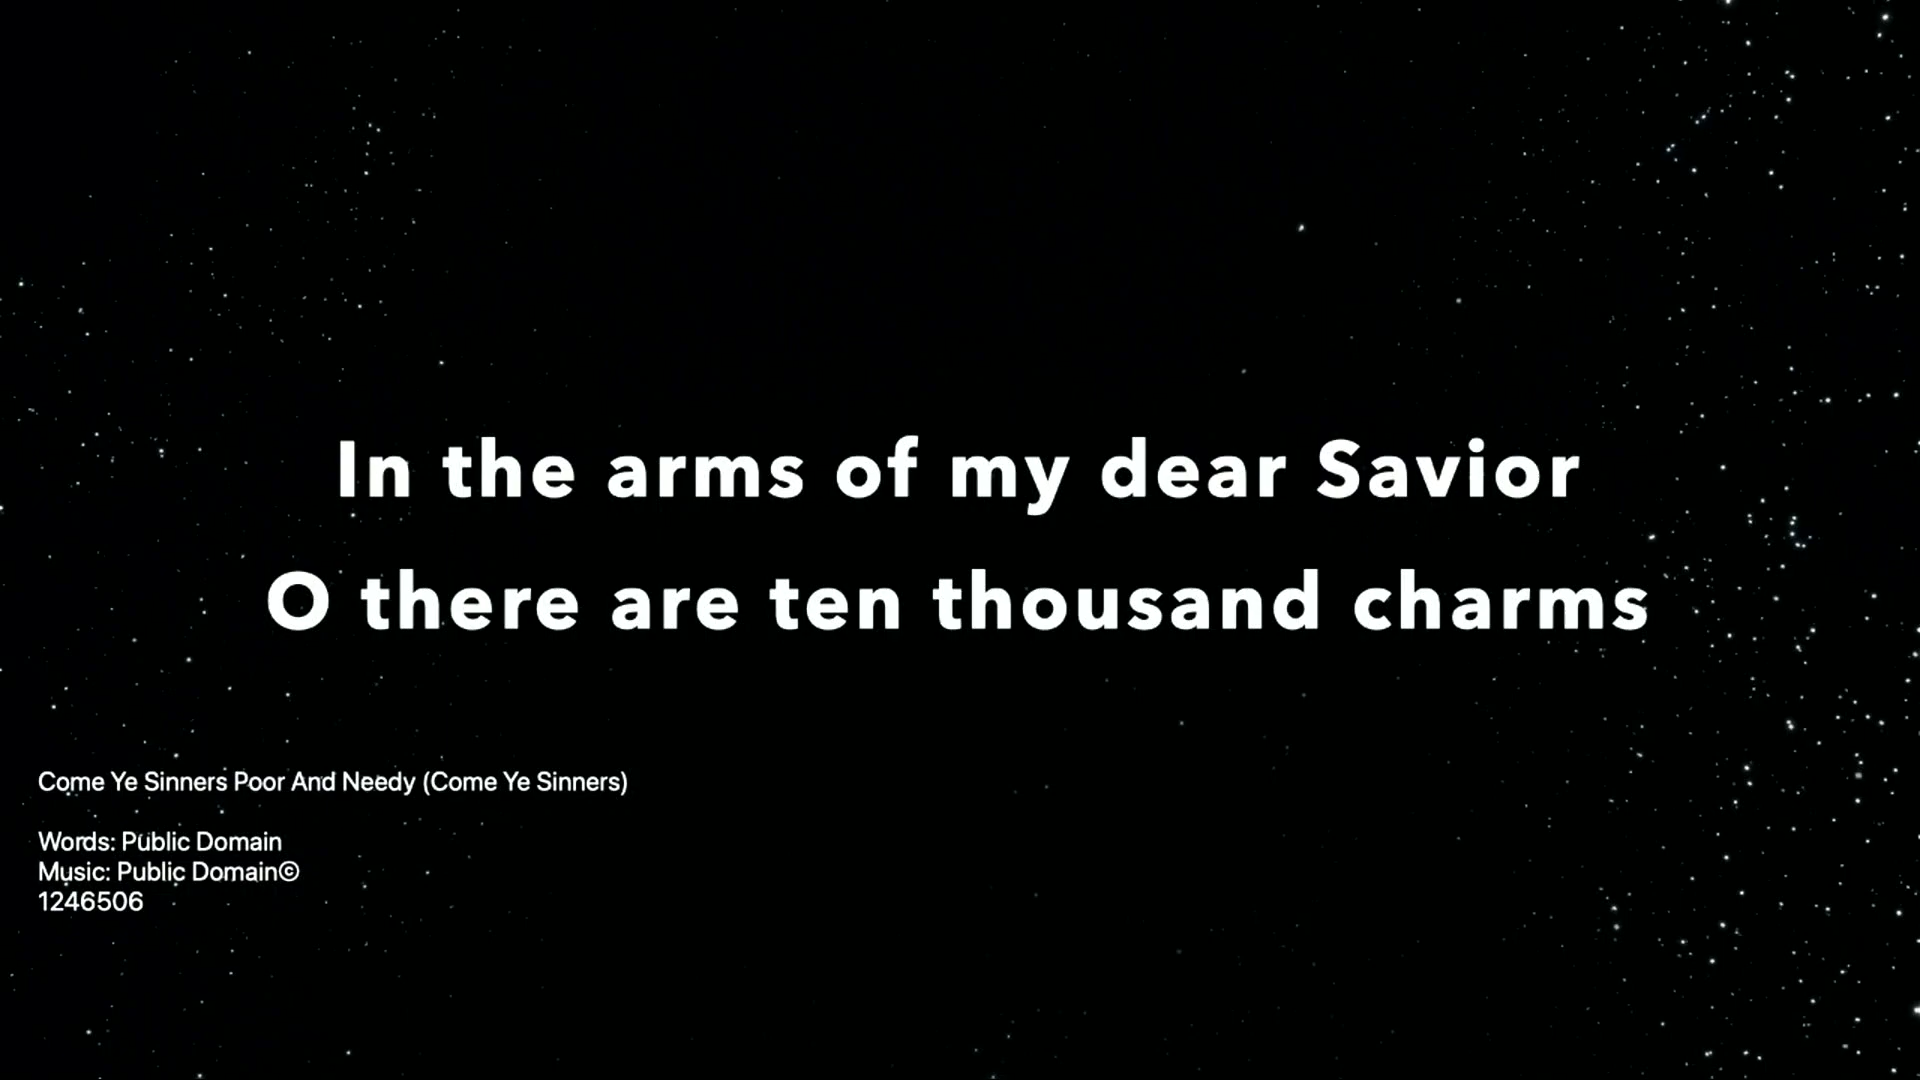 In the arms of my dear Savior
O there are ten thousand charms
Come Ye Sinners Poor And Needy (Come Ye Sinners)
Words: Public Domain
Music: Public Domain©
1246506